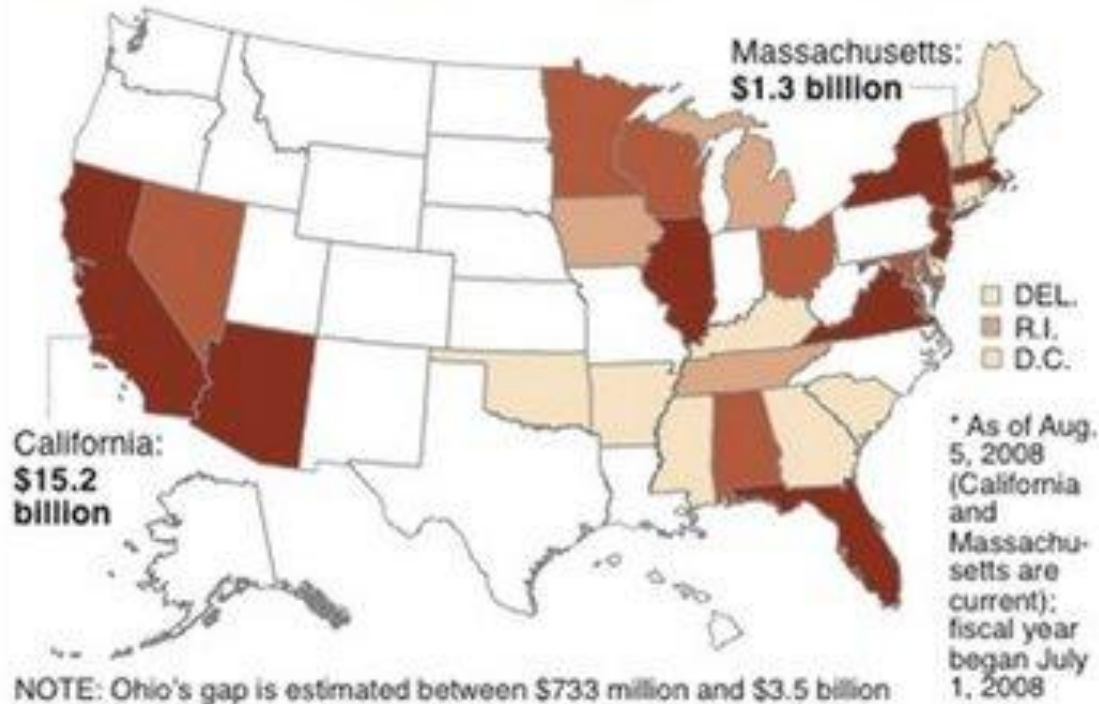 Massachusetts:
$1.3 billion
DEL.
R.I.
D.C.
California:
$15.2
billion
* As of Aug.
5, 2008
(California
and
Massachu-
setts are
current);
fiscal year
began July
1, 2008
NOTE: Ohio's gap is estimated between $733 million and $3.5 billion